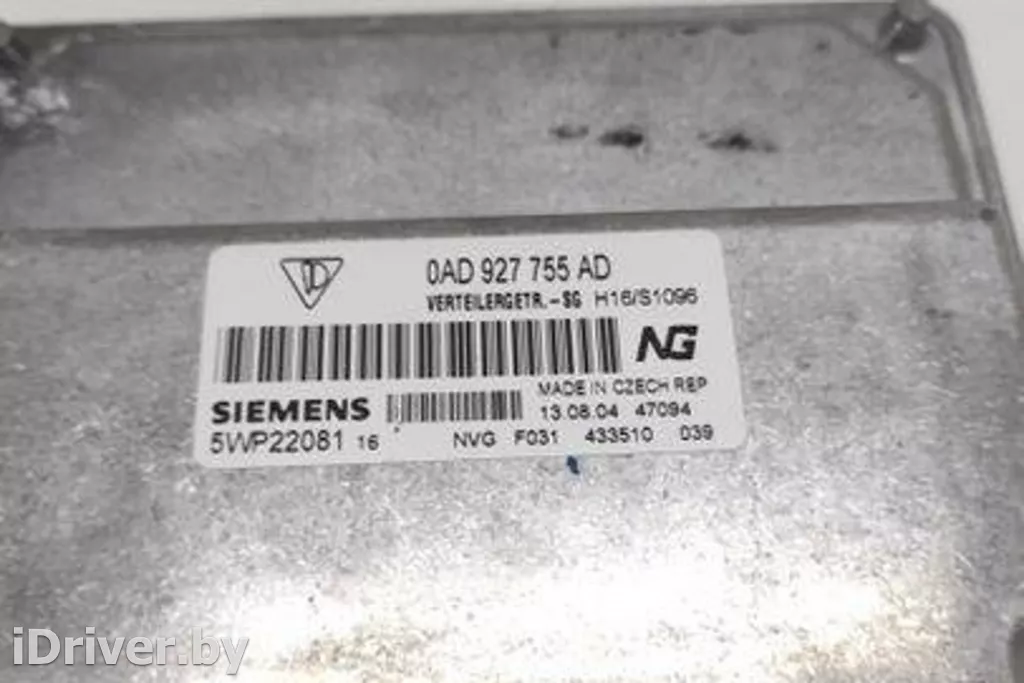 0AD 927 755 AD
VERTEILERGETR.-SG H16/S1096
NG
MADE IN CZECH REP
SIEMENS
13.08.04 47094
5WP22081 16
NVG F031 433510 039
iDriver.by